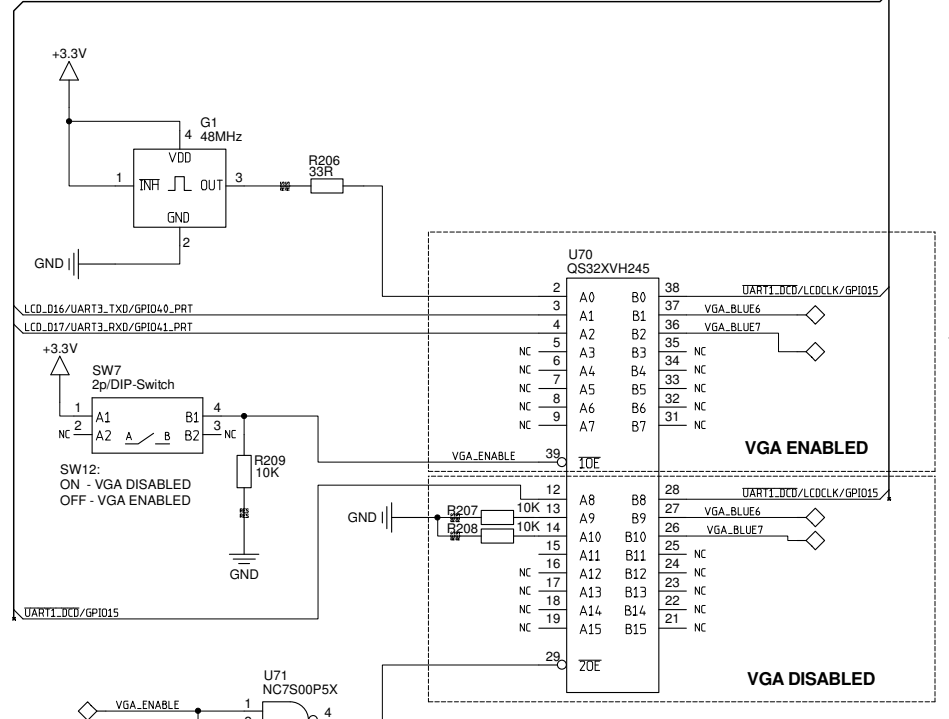 +3.3V
G1
48MHz
4
VDD
1
INH
OUT
3
GND
2
GND
R206
33R
U70
QS32XVH245
2 A0 B0 38 UART1_DCD/LCDCLK/GPIO15
LCD_D16/UART3_TXD/GPIO40_PRT 3 A1 B1 37 VGA_BLUE6
LCD_D17/UART3_RXD/GPIO41_PRT 4 A2 B2 36 VGA_BLUE7
NC 5 A3 B3 35 NC
NC 6 A4 B4 34 NC
NC 7 A5 B5 33 NC
NC 8 A6 B6 32 NC
NC 9 A7 B7 31 NC
VGA ENABLED
VGA_ENABLE 39 1OE
+3.3V
SW7
2p/DIP-Switch
1 A1 B1 4
NC 2 A2 A B B2 3 NC
SW12:
ON - VGA DISABLED
OFF - VGA ENABLED
R209
10K
GND
12 A8 B8 28 UART1_DCD/LCDCLK/GPIO15
GND R207 10K 13 A9 B9 27 VGA_BLUE6
R208 10K 14 A10 B10 26 VGA_BLUE7
15 A11 B11 25 NC
NC 16 A12 B12 24 NC
NC 17 A13 B13 23 NC
NC 18 A14 B14 22 NC
NC 19 A15 B15 21 NC
UART1_DCD/GPIO15
29 2OE
VGA DISABLED
U71
NC7S00P5X
VGA_ENABLE 1
4